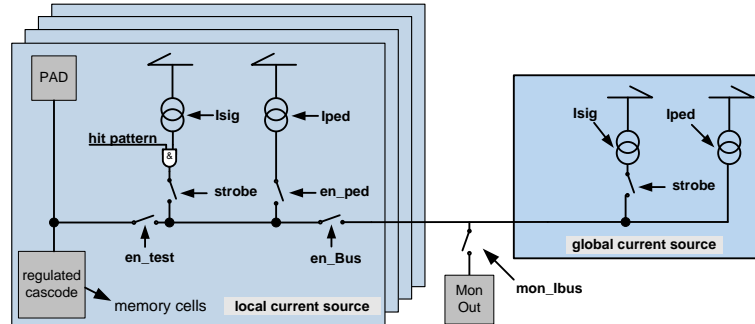 PAD
Isig
Iped
hit pattern
&
strobe
en_ped
en_test
en_Bus
regulated
cascode
memory cells
local current source
Mon
Out
mon_Ibus
Isig
Iped
strobe
global current source